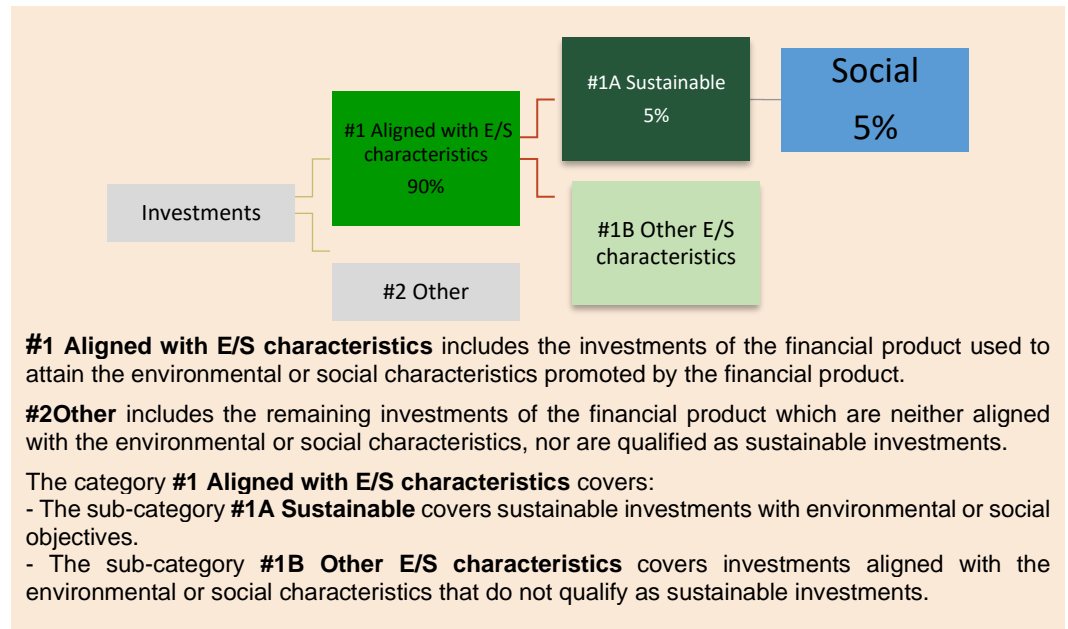 #1A Sustainable
5%
Social
5%
#1 Aligned with E/S
characteristics
90%
Investments
#1B Other E/S
characteristics
#2 Other
#1 Aligned with E/S characteristics includes the investments of the financial product used to
attain the environmental or social characteristics promoted by the financial product.
#2Other includes the remaining investments of the financial product which are neither aligned
with the environmental or social characteristics, nor are qualified as sustainable investments.
The category #1 Aligned with E/S characteristics covers:
- The sub-category #1A Sustainable covers sustainable investments with environmental or social
objectives.
- The sub-category #1B Other E/S characteristics covers investments aligned with the
environmental or social characteristics that do not qualify as sustainable investments.